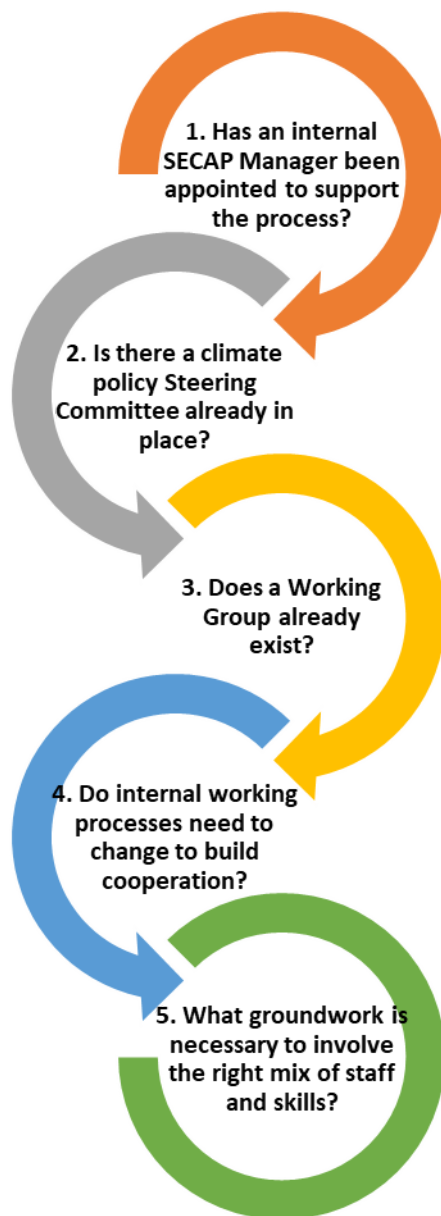 1. Has an internal
SECAP Manager been
appointed to support
the process?
2. Is there a climate
policy Steering
Committee already in
place?
3. Does a Working
Group already
exist?
4. Do internal working
processes need to
change to build
cooperation?
5. What groundwork is
necessary to involve
the right mix of staff
and skills?